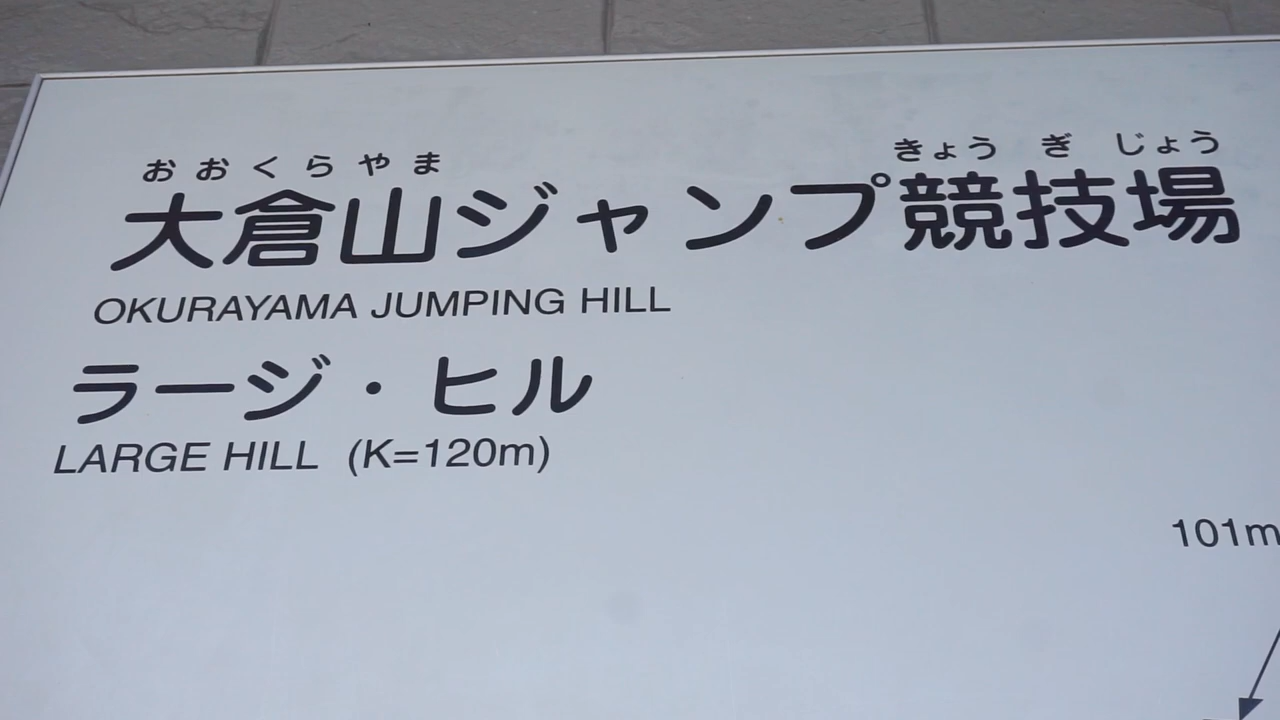 おおくらやま きょう ぎ じょう
大倉山ジャンプ競技場
OKURAYAMA JUMPING HILL
ラージ・ヒル
LARGE HILL (K=120m)
101m